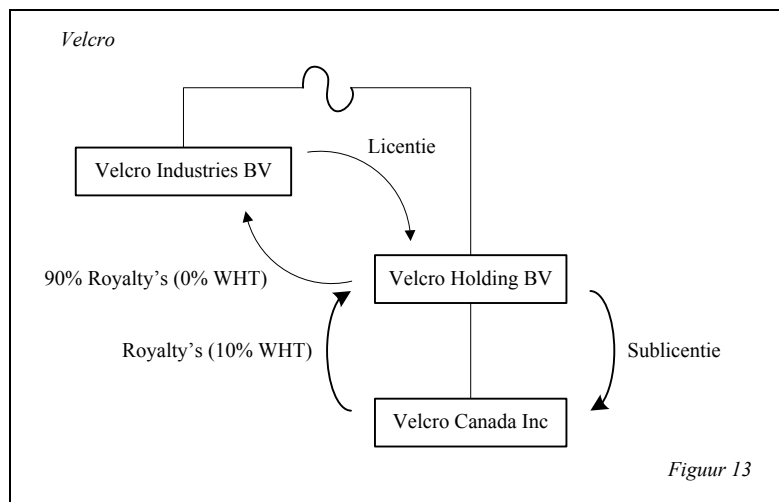 Velcro
Licentie
Velcro Industries BV
90% Royalty's (0% WHT)
Velcro Holding BV
Royalty's (10% WHT)
Sublicentie
Velcro Canada Inc
Figuur 13